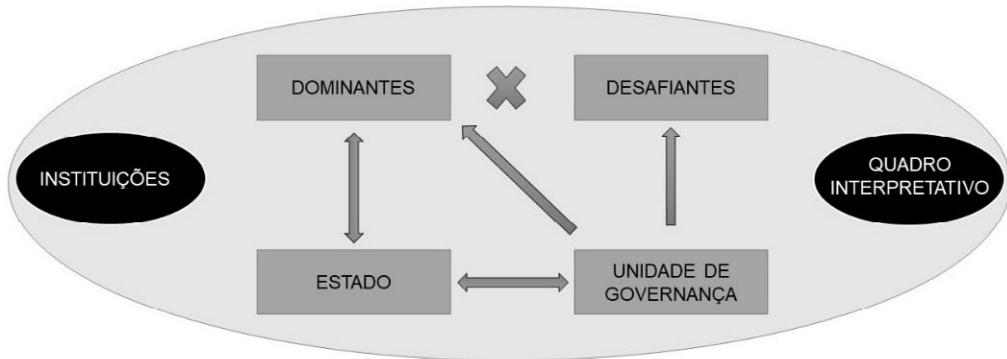 DOMINANTES
DESAFIANTES
INSTITUIÇÕES
QUADRO
INTERPRETATIVO
ESTADO
UNIDADE DE
GOVERNANÇA